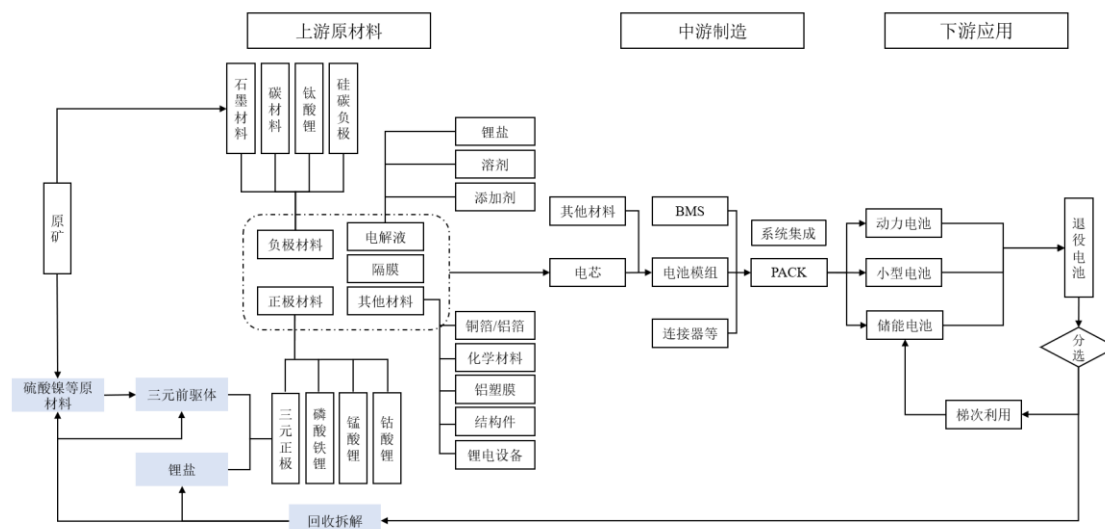 上游原材料
中游制造
下游应用
石墨材料
碳材料
钛酸锂
硅碳负极
锂盐
溶剂
添加剂
原矿
负极材料
电解液
隔膜
正极材料
其他材料
其他材料
电芯
BMS
电池模组
连接器等
系统集成
PACK
动力电池
小型电池
储能电池
退役电池
分选
梯次利用
铜箔/铝箔
化学材料
铝塑膜
结构件
锂电设备
硫酸镍等原
材料
三元前驱体
锂盐
三元正极
磷酸铁锂
锰酸锂
钴酸锂
回收拆解